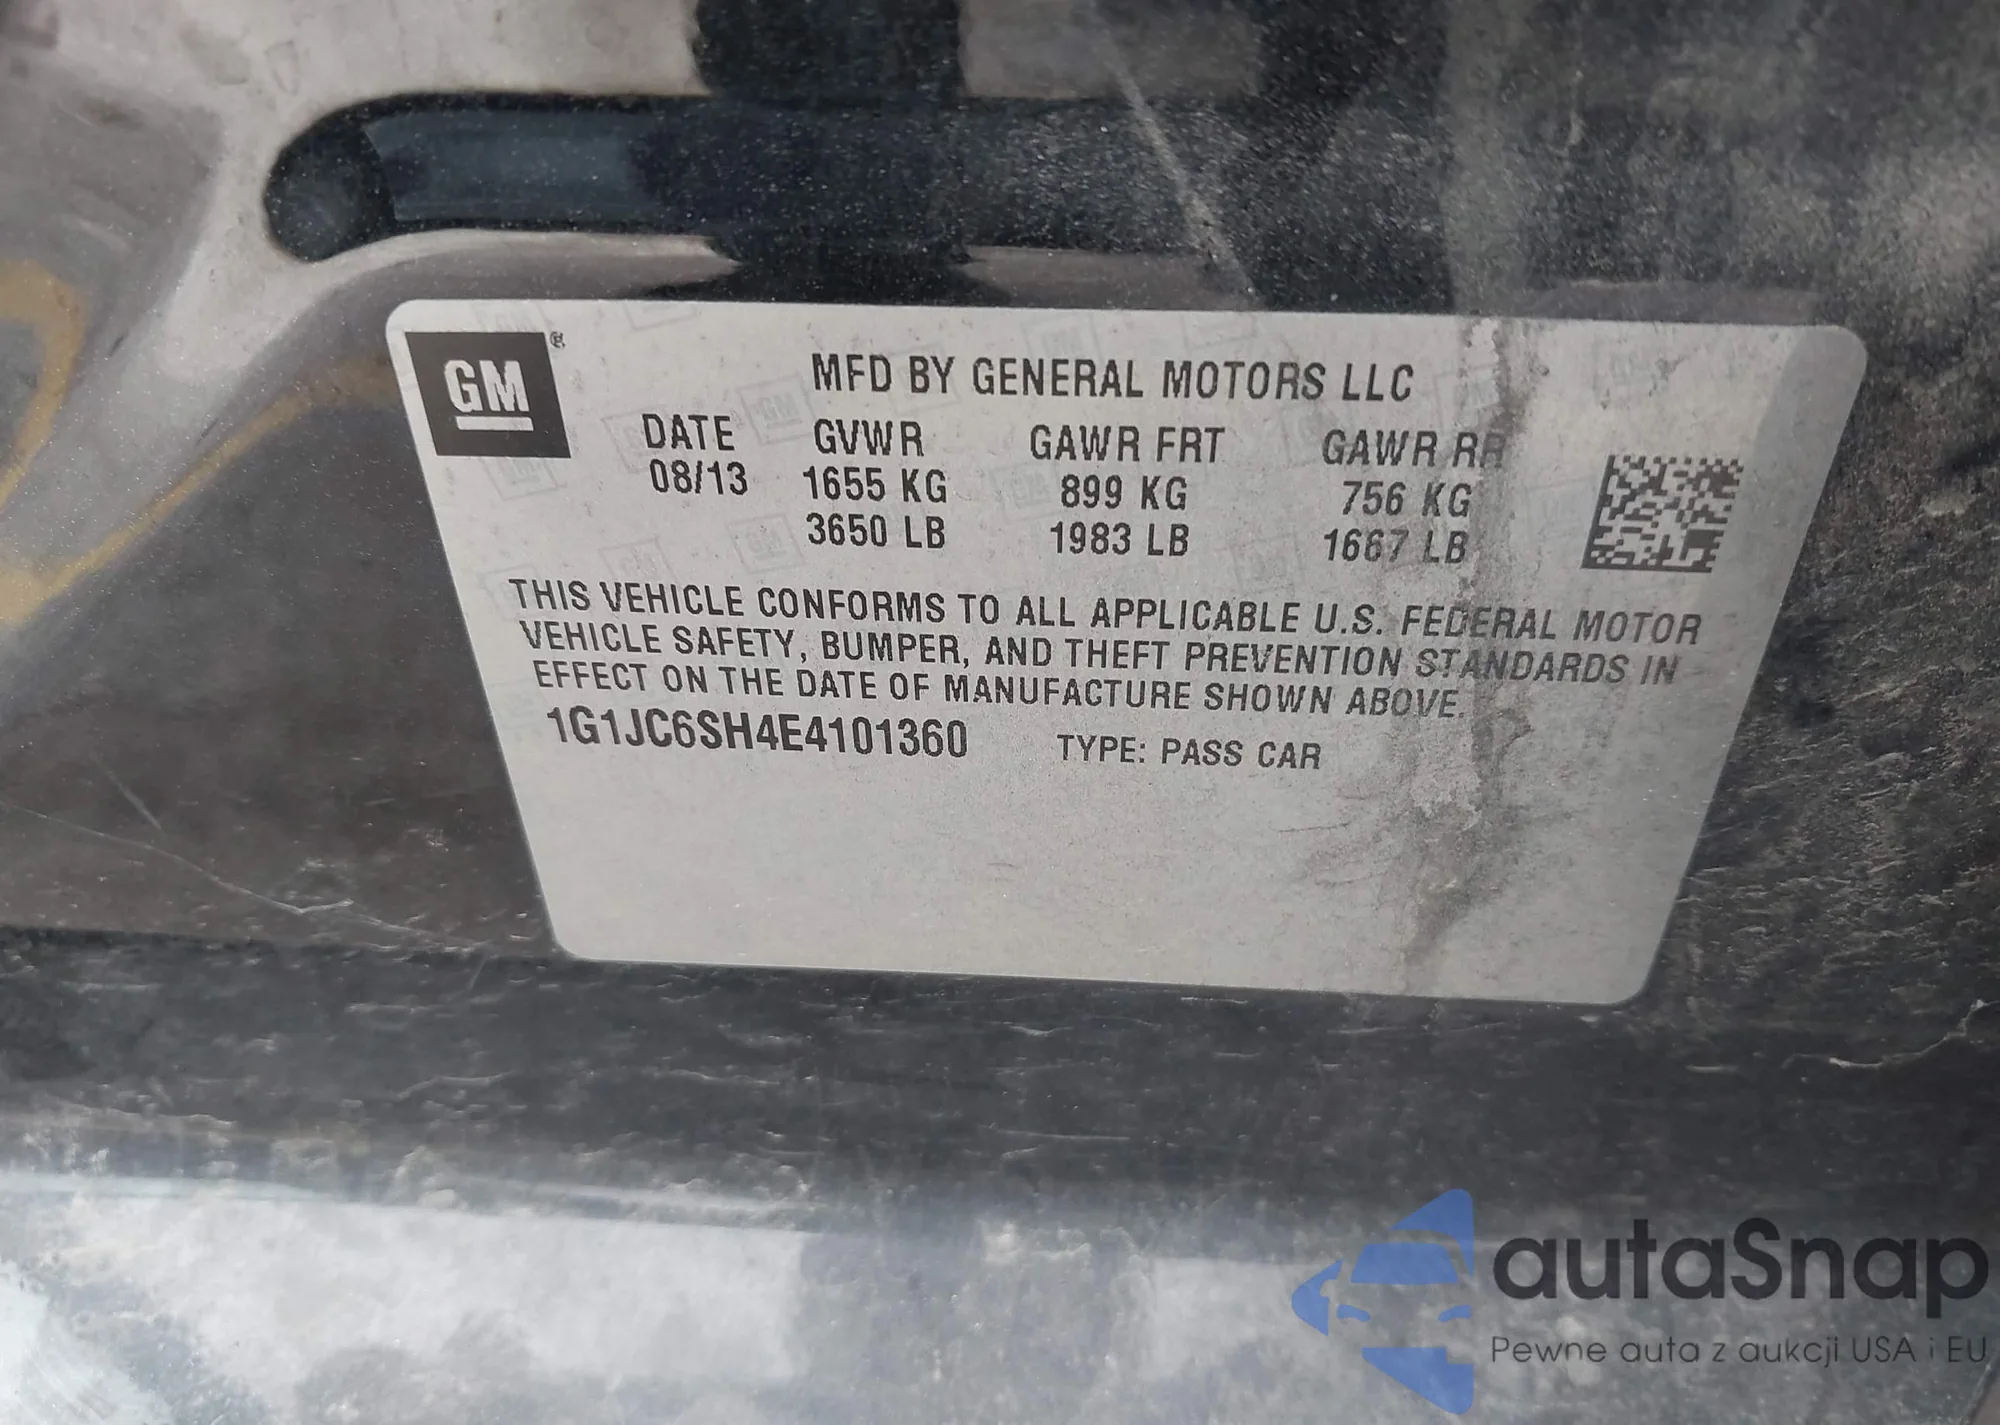 GM®
MFD BY GENERAL MOTORS LLC
DATE GVWR GAWR FRT GAWR RR
08/13 1655 KG 899 KG 756 KG
3650 LB 1983 LB 1667 LB
THIS VEHICLE CONFORMS TO ALL APPLICABLE U.S. FEDERAL MOTOR
VEHICLE SAFETY, BUMPER, AND THEFT PREVENTION STANDARDS IN
EFFECT ON THE DATE OF MANUFACTURE SHOWN ABOVE.
1G1JC6SH4E4101360 TYPE: PASS CAR
autaSnap
Pewne auta z aukcji USA i EU